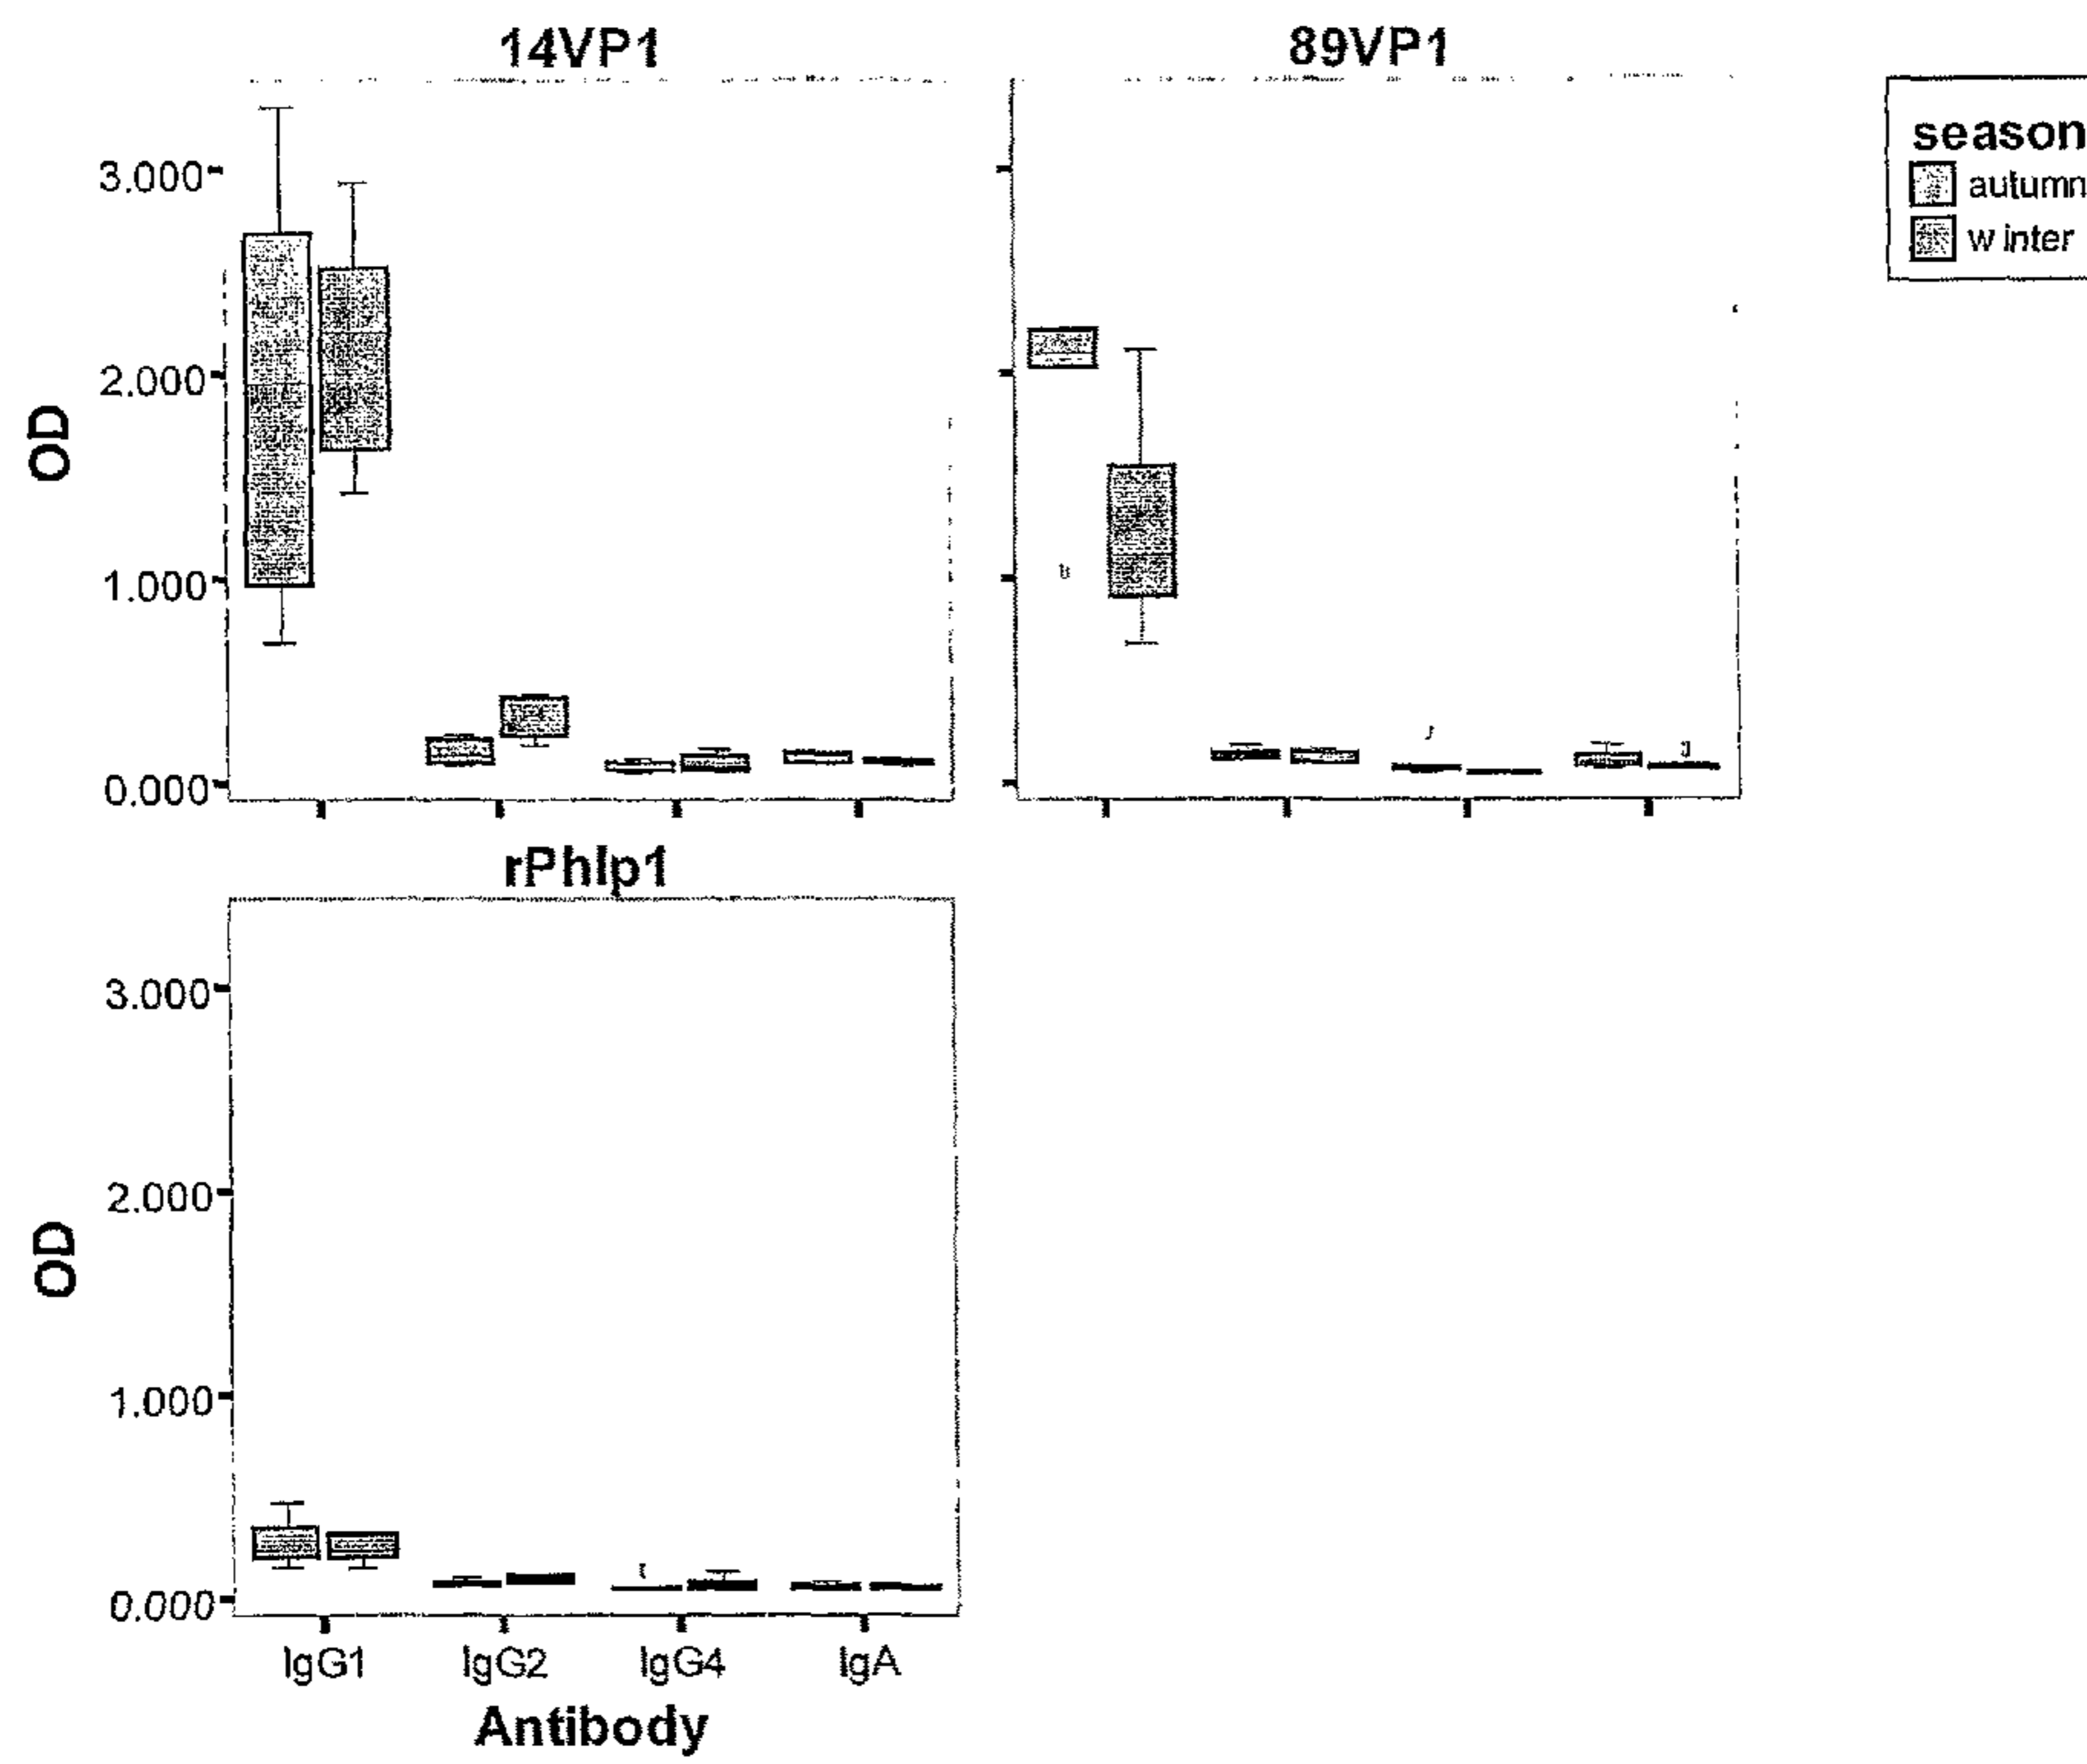 14VP1
89VP1
season
autumn
w inter
OD
3.000
2.000
1.000
0.000
rPhlp1
OD
3.000
2.000
1.000
0.000
IgG1
IgG2
IgG4
IgA
Antibody